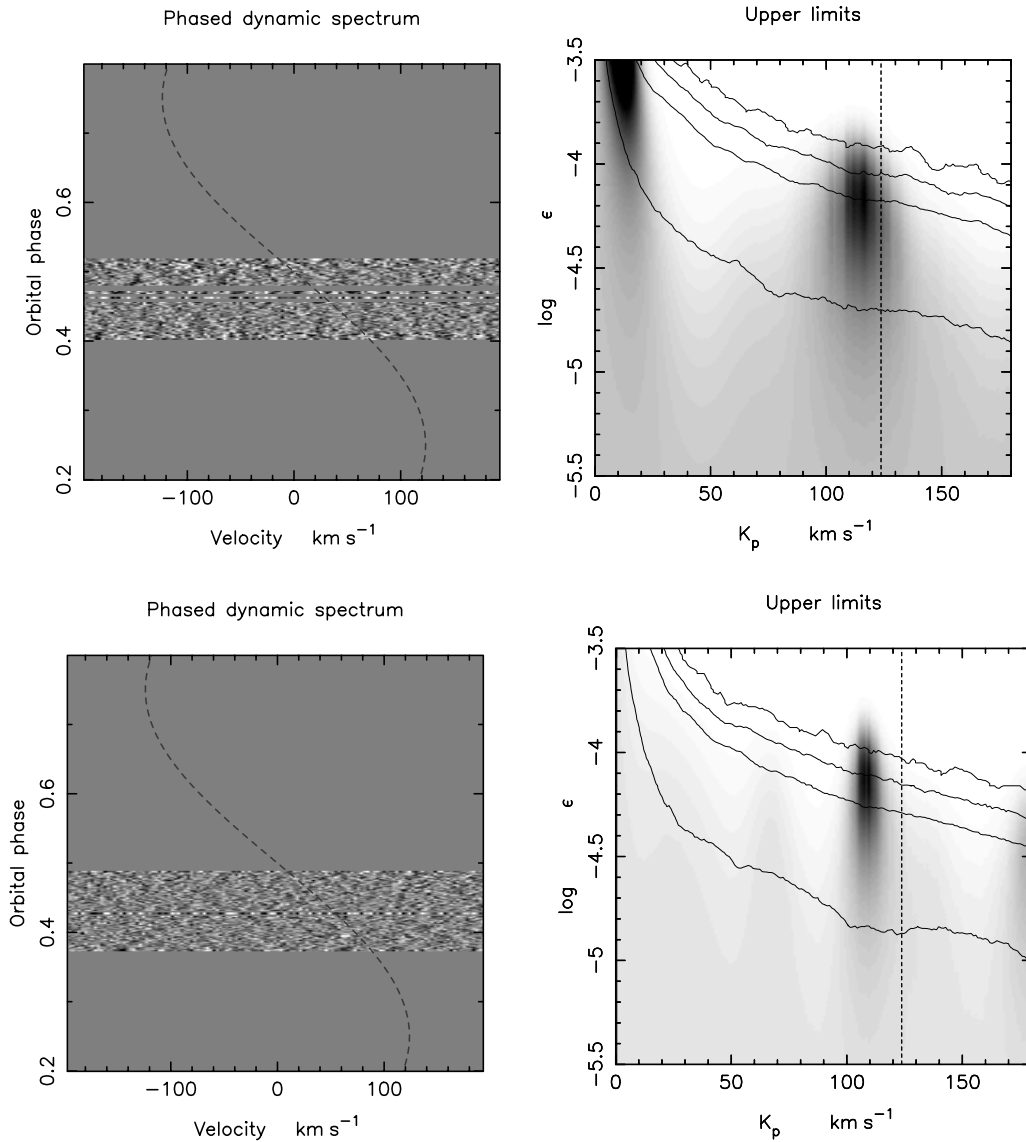 Phased dynamic spectrum
Upper limits
Orbital phase
0.2
0.4
0.6
−100
0
100
Velocity km s−1
log ϵ
−3.5
−4
−4.5
−5
−5.5
0
50
100
150
Kp km s−1
Phased dynamic spectrum
Upper limits
Orbital phase
0.2
0.4
0.6
−100
0
100
Velocity km s−1
log ϵ
−3.5
−4
−4.5
−5
−5.5
0
50
100
150
Kp km s−1